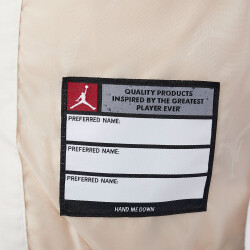 QUALITY PRODUCTS
INSPIRED BY THE GREATEST
PLAYER EVER
PREFERRED NAME:
PREFERRED NAME:
PREFERRED NAME:
HAND ME DOWN